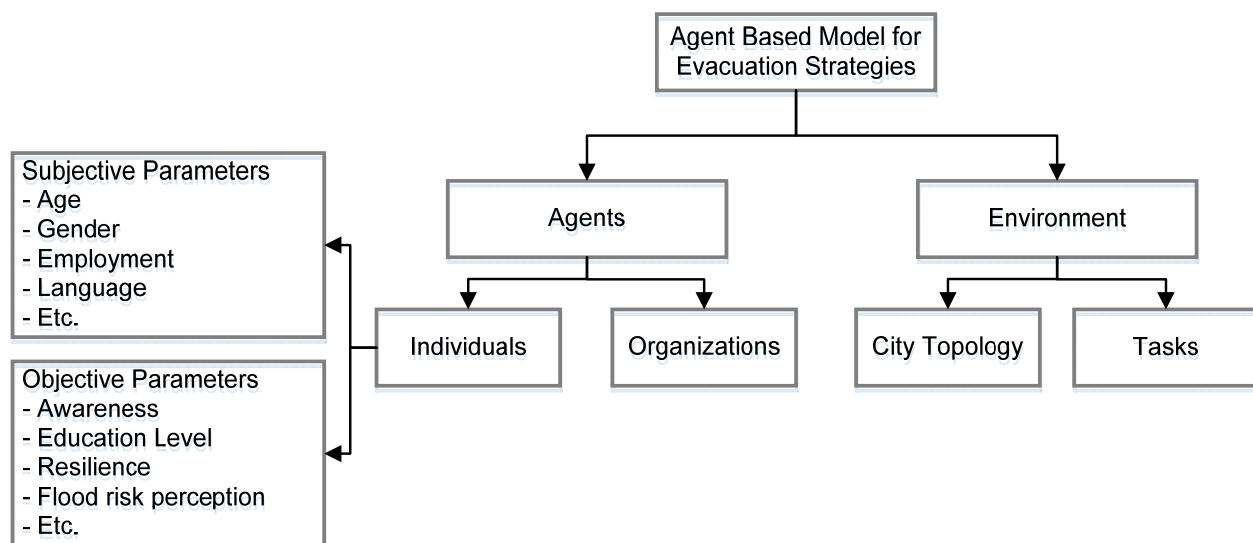 Agent Based Model for
Evacuation Strategies
Agents
Environment
Individuals
Organizations
City Topology
Tasks
Subjective Parameters
- Age
- Gender
- Employment
- Language
- Etc.
Objective Parameters
- Awareness
- Education Level
- Resilience
- Flood risk perception
- Etc.